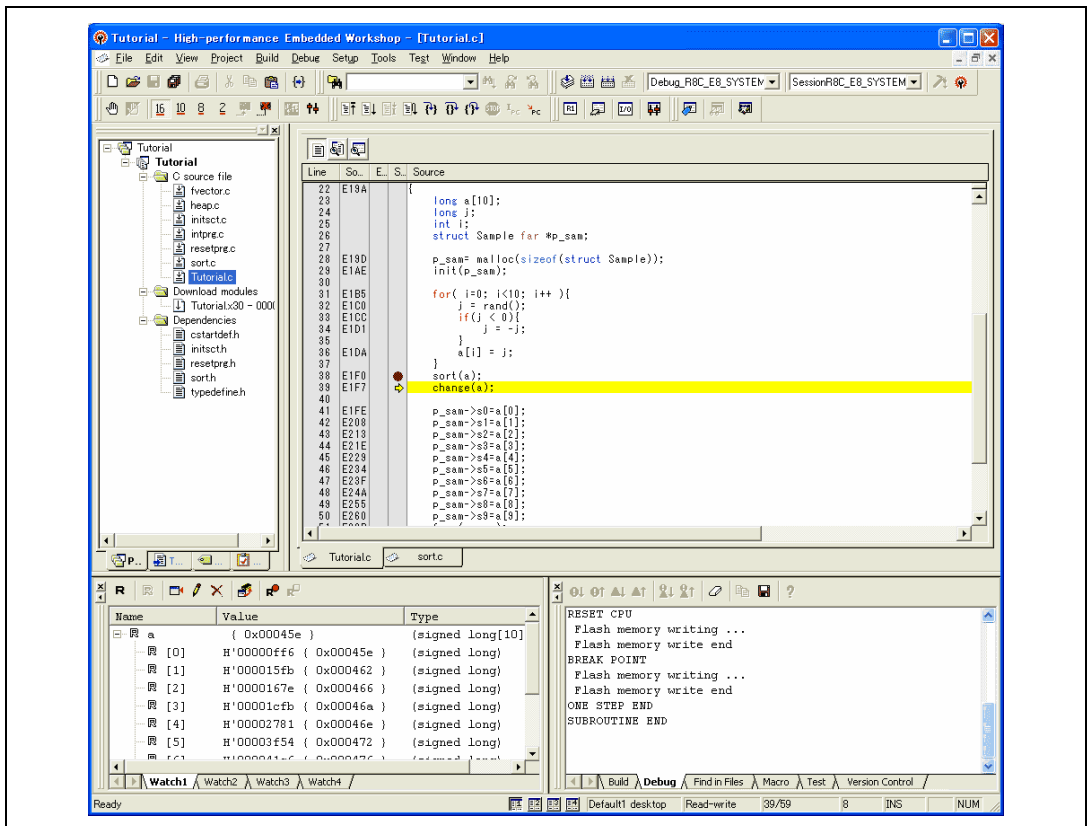 Tutorial - High-performance Embedded Workshop - [Tutorial.c]
File Edit View Project Build Debug Setup Tools Test Window Help
Debug_R8C_E8_SYSTEM SessionR8C_E8_SYSTEM
16 10 8 2
Tutorial
Tutorial
C source file
fvector.c
heap.c
initsct.c
intprg.c
resetprg.c
sort.c
Tutorial.c
Download modules
Tutorial.x30 - 000(
Dependencies
cstartdef.h
initsct.h
resetprg.h
sort.h
typedefine.h
P... T...
Line So... E... S... Source
22 E19A {
23 long a[10];
24 long j;
25 int i;
26 struct Sample far *p_sam;
27
28 E19D p_sam= malloc(sizeof(struct Sample));
29 E1AE init(p_sam);
30
31 E1B5 for( i=0; i<10; i++ ){
32 E1C0 j = rand();
33 E1CC if(j < 0){
34 E1D1 j = -j;
35 }
36 E1DA a[i] = j;
37 }
38 E1F0 sort(a);
39 E1F7 change(a);
40
41 E1FE p_sam->s0=a[0];
42 E208 p_sam->s1=a[1];
43 E213 p_sam->s2=a[2];
44 E21E p_sam->s3=a[3];
45 E229 p_sam->s4=a[4];
46 E234 p_sam->s5=a[5];
47 E23F p_sam->s6=a[6];
48 E24A p_sam->s7=a[7];
49 E255 p_sam->s8=a[8];
50 E260 p_sam->s9=a[9];
Tutorial.c sort.c
Name Value Type
a { 0x00045e } (signed long[10]
[0] H'00000ff6 { 0x00045e } (signed long)
[1] H'000015fb { 0x000462 } (signed long)
[2] H'0000167e { 0x000466 } (signed long)
[3] H'00001cfb { 0x00046a } (signed long)
[4] H'00002781 { 0x00046e } (signed long)
[5] H'00003f54 { 0x000472 } (signed long)
Watch1 Watch2 Watch3 Watch4
RESET CPU
Flash memory writing ...
Flash memory write end
BREAK POINT
Flash memory writing ...
Flash memory write end
ONE STEP END
SUBROUTINE END
Build Debug Find in Files Macro Test Version Control
Ready Default1 desktop Read-write 39/59 8 INS NUM